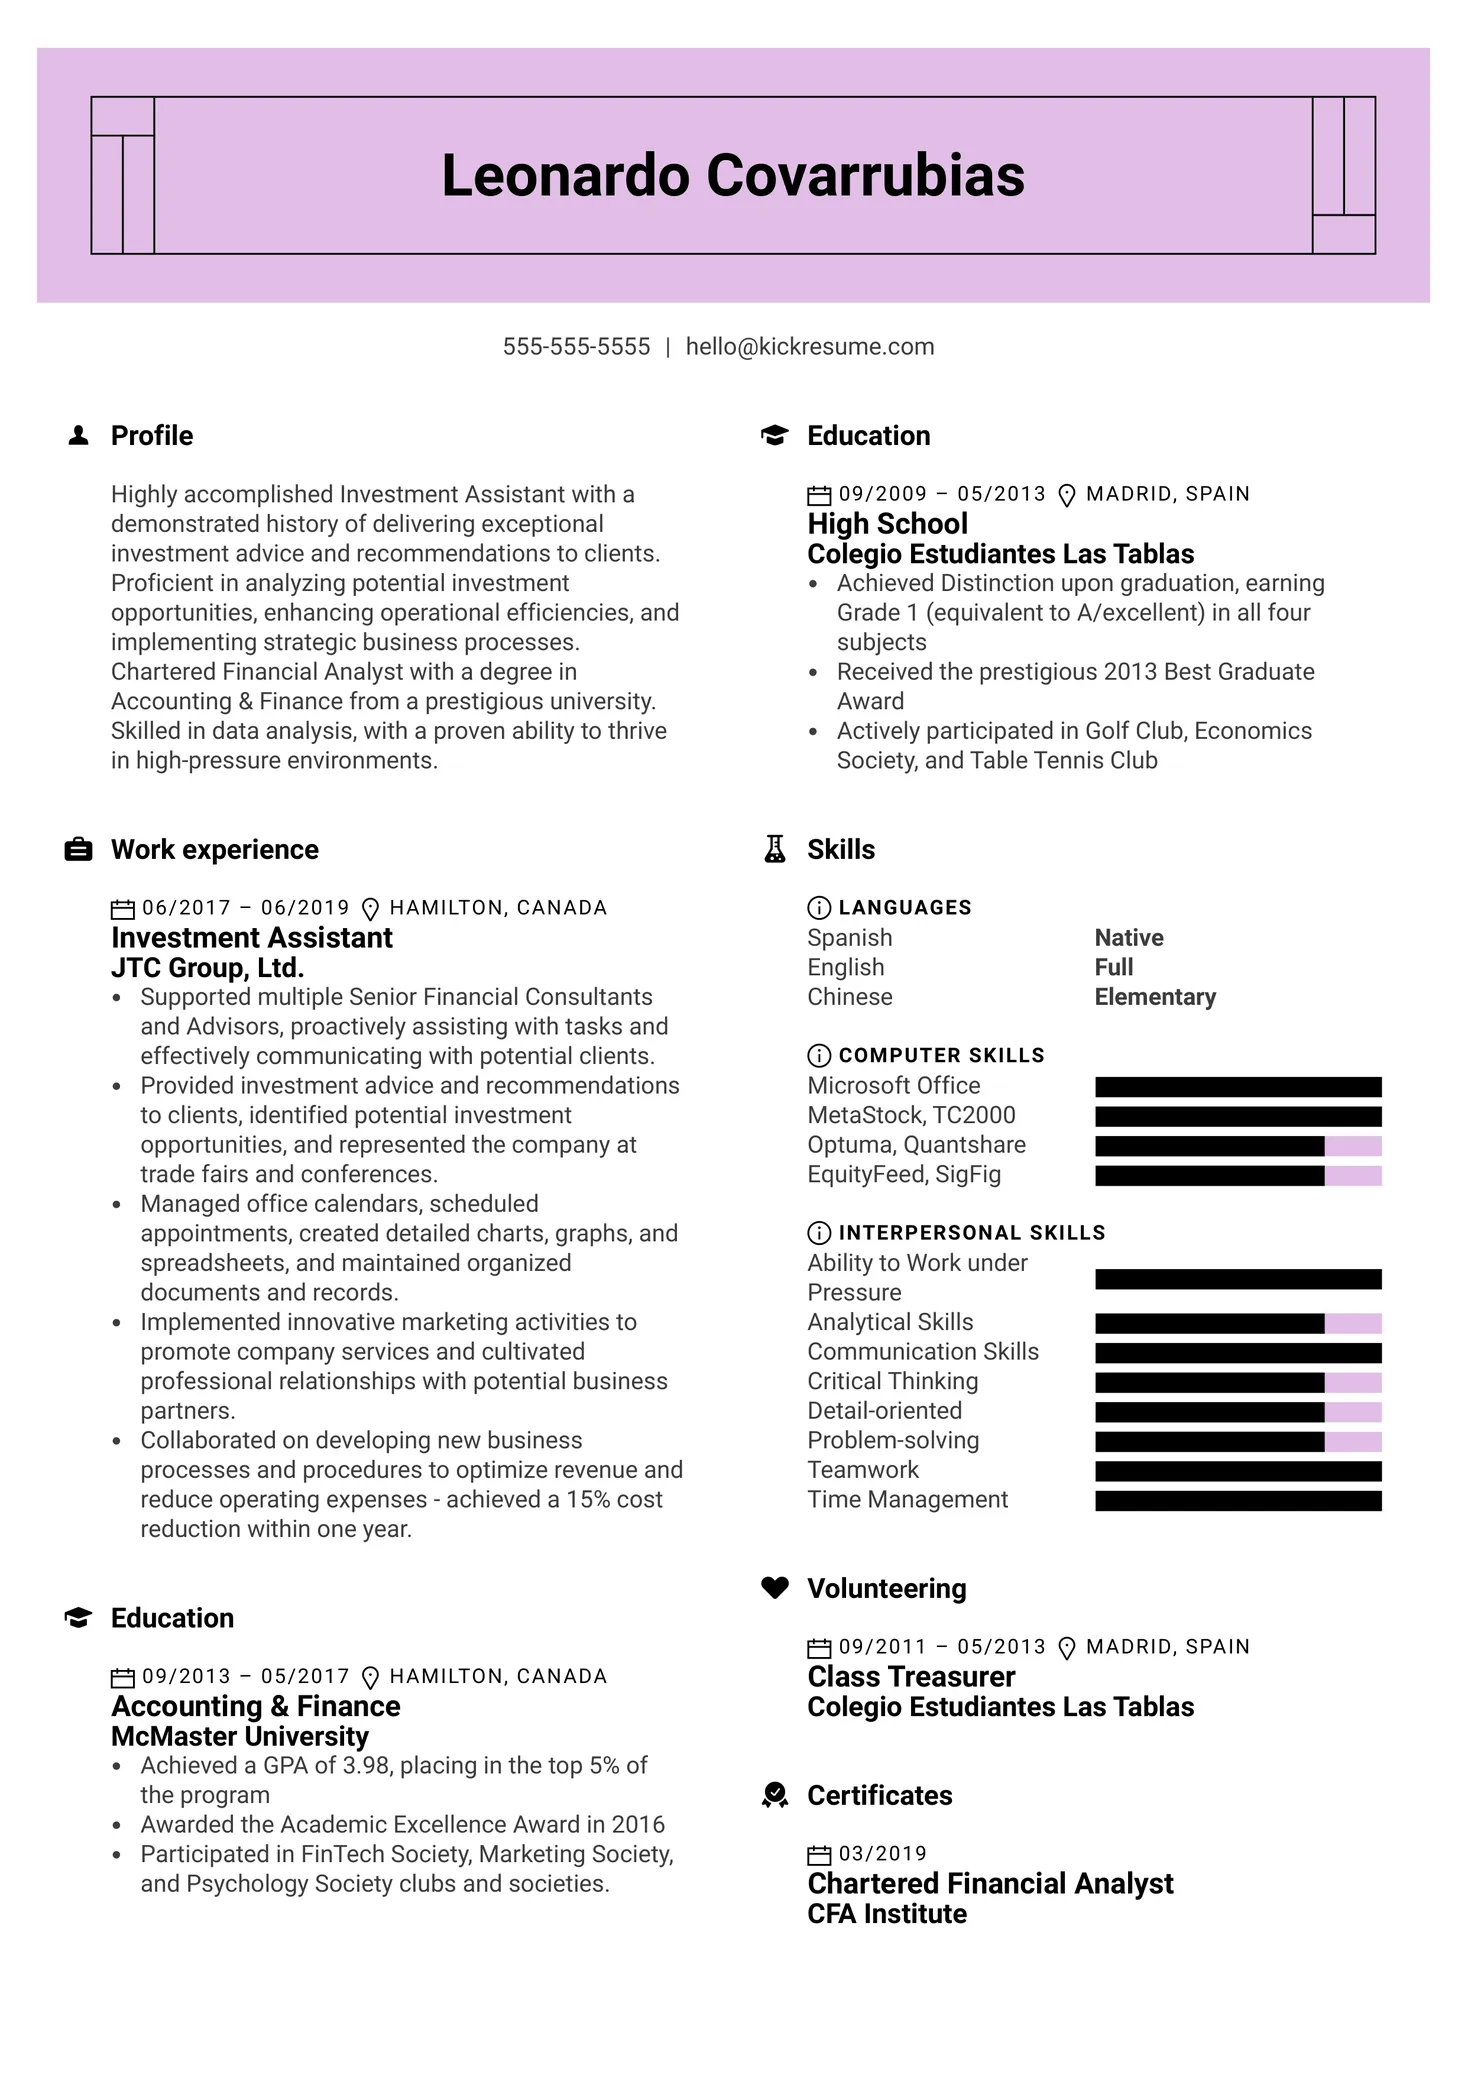 Leonardo Covarrubias
555-555-5555 | hello@kickresume.com
Profile
Highly accomplished Investment Assistant with a
demonstrated history of delivering exceptional
investment advice and recommendations to clients.
Proficient in analyzing potential investment
opportunities, enhancing operational efficiencies, and
implementing strategic business processes.
Chartered Financial Analyst with a degree in
Accounting & Finance from a prestigious university.
Skilled in data analysis, with a proven ability to thrive
in high-pressure environments.
Work experience
06/2017 – 06/2019 HAMILTON, CANADA
Investment Assistant
JTC Group, Ltd.
• Supported multiple Senior Financial Consultants
and Advisors, proactively assisting with tasks and
effectively communicating with potential clients.
• Provided investment advice and recommendations
to clients, identified potential investment
opportunities, and represented the company at
trade fairs and conferences.
• Managed office calendars, scheduled
appointments, created detailed charts, graphs, and
spreadsheets, and maintained organized
documents and records.
• Implemented innovative marketing activities to
promote company services and cultivated
professional relationships with potential business
partners.
• Collaborated on developing new business
processes and procedures to optimize revenue and
reduce operating expenses - achieved a 15% cost
reduction within one year.
Education
09/2013 – 05/2017 HAMILTON, CANADA
Accounting & Finance
McMaster University
• Achieved a GPA of 3.98, placing in the top 5% of
the program
• Awarded the Academic Excellence Award in 2016
• Participated in FinTech Society, Marketing Society,
and Psychology Society clubs and societies.
Education
09/2009 – 05/2013 MADRID, SPAIN
High School
Colegio Estudiantes Las Tablas
• Achieved Distinction upon graduation, earning
Grade 1 (equivalent to A/excellent) in all four
subjects
• Received the prestigious 2013 Best Graduate
Award
• Actively participated in Golf Club, Economics
Society, and Table Tennis Club
Skills
LANGUAGES
Spanish Native
English Full
Chinese Elementary
COMPUTER SKILLS
Microsoft Office
MetaStock, TC2000
Optuma, Quantshare
EquityFeed, SigFig
INTERPERSONAL SKILLS
Ability to Work under
Pressure
Analytical Skills
Communication Skills
Critical Thinking
Detail-oriented
Problem-solving
Teamwork
Time Management
Volunteering
09/2011 – 05/2013 MADRID, SPAIN
Class Treasurer
Colegio Estudiantes Las Tablas
Certificates
03/2019
Chartered Financial Analyst
CFA Institute